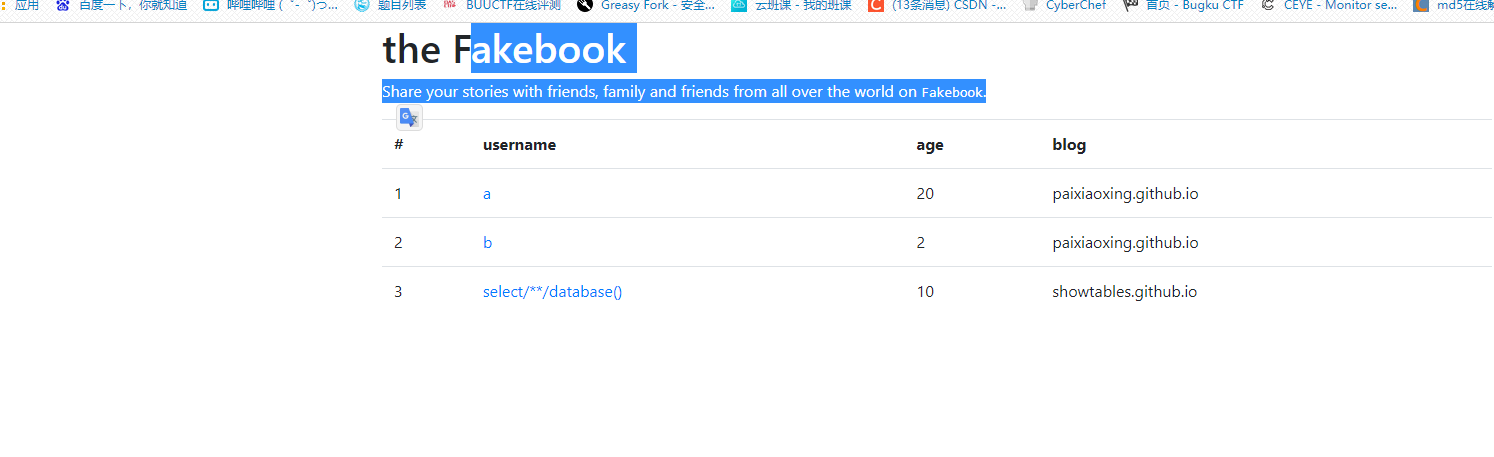 应用 百度一下，你就知道 哔哩哔哩 ( ゜- ゜)つ... 题目列表 BUUCTF在线评测 Greasy Fork - 安全... 云班课 - 我的班课 (13条消息) CSDN -... CyberChef 首页 - Bugku CTF CEYE - Monitor se... md5在线解
the Fakebook
Share your stories with friends, family and friends from all over the world on Fakebook.
# username age blog
1 a 20 paixiaoxing.github.io
2 b 2 paixiaoxing.github.io
3 select/**/database() 10 showtables.github.io